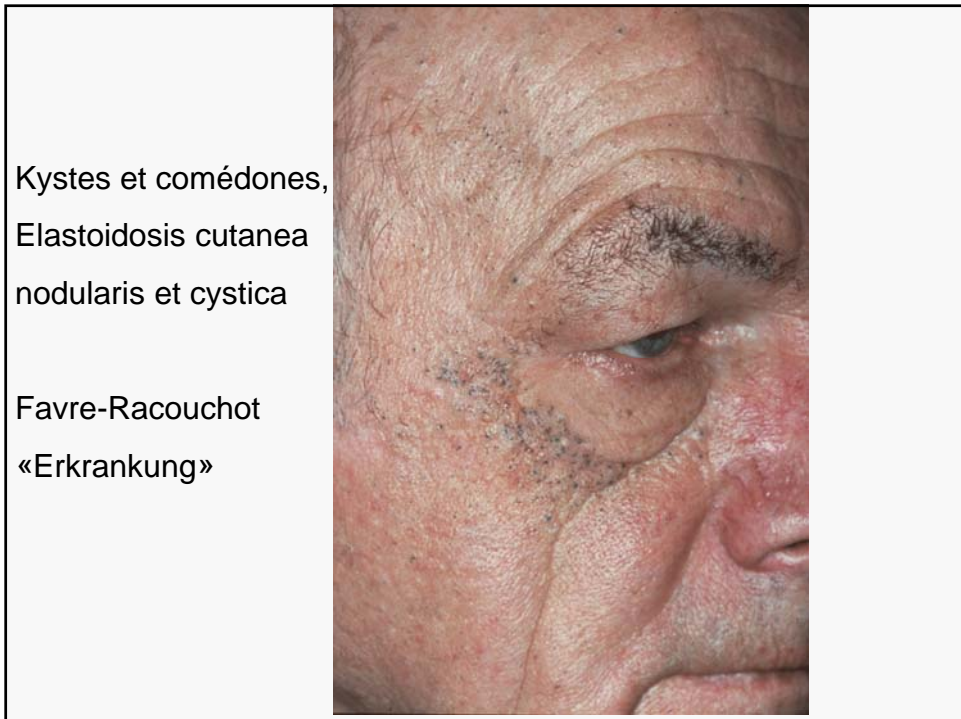 Kystes et comédones,
Elastoidosis cutanea
nodularis et cystica
Favre-Racouchot
«Erkrankung»